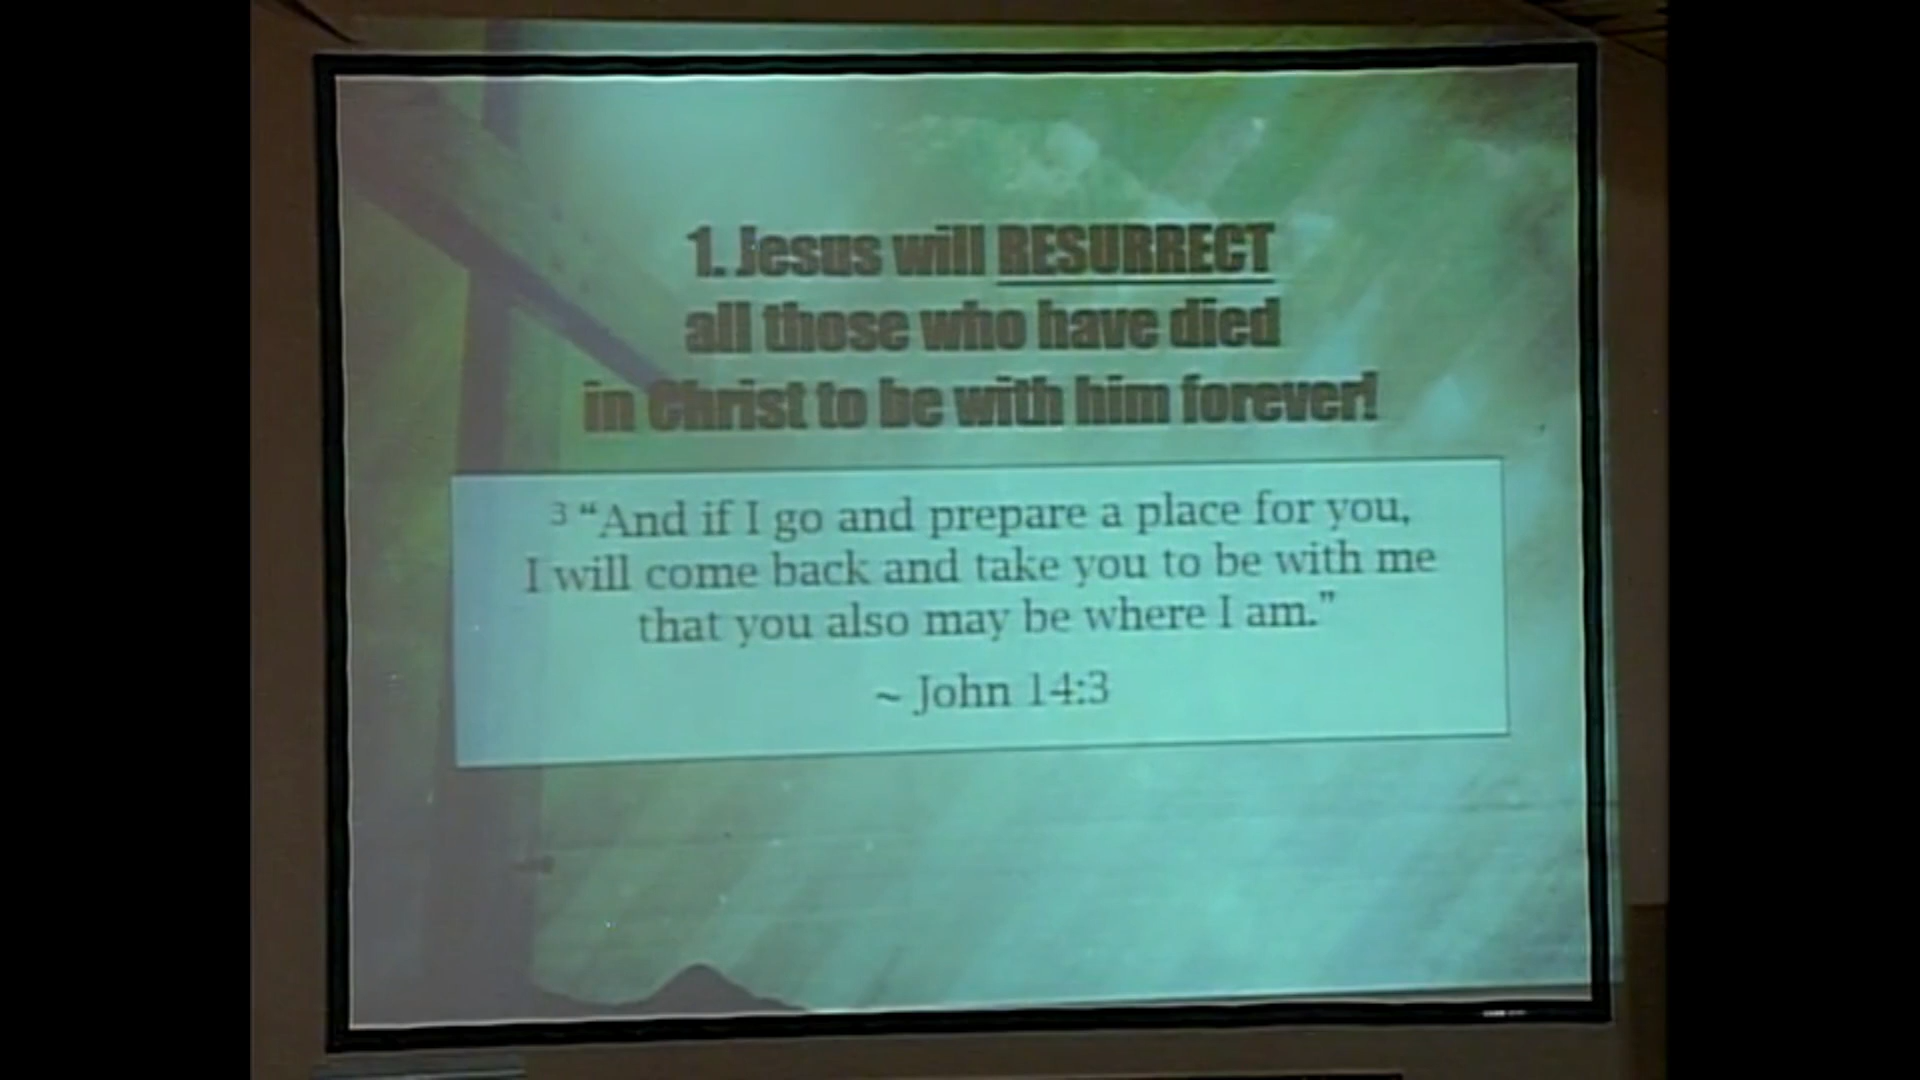 1. Jesus will RESURRECT
all those who have died
in Christ to be with him forever!
3 “And if I go and prepare a place for you,
I will come back and take you to be with me
that you also may be where I am.”
~ John 14:3